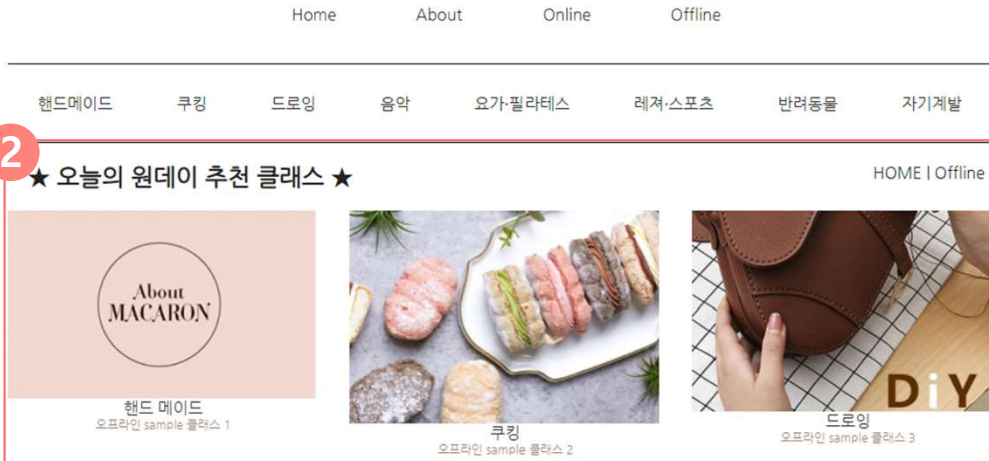 Home About Online Offline
핸드메이드 쿠킹 드로잉 음악 요가·필라테스 레져·스포츠 반려동물 자기계발
2
★ 오늘의 원데이 추천 클래스 ★
HOME | Offline
About
MACARON
DiY
핸드 메이드
오프라인 sample 클래스 1
쿠킹
오프라인 sample 클래스 2
드로잉
오프라인 sample 클래스 3